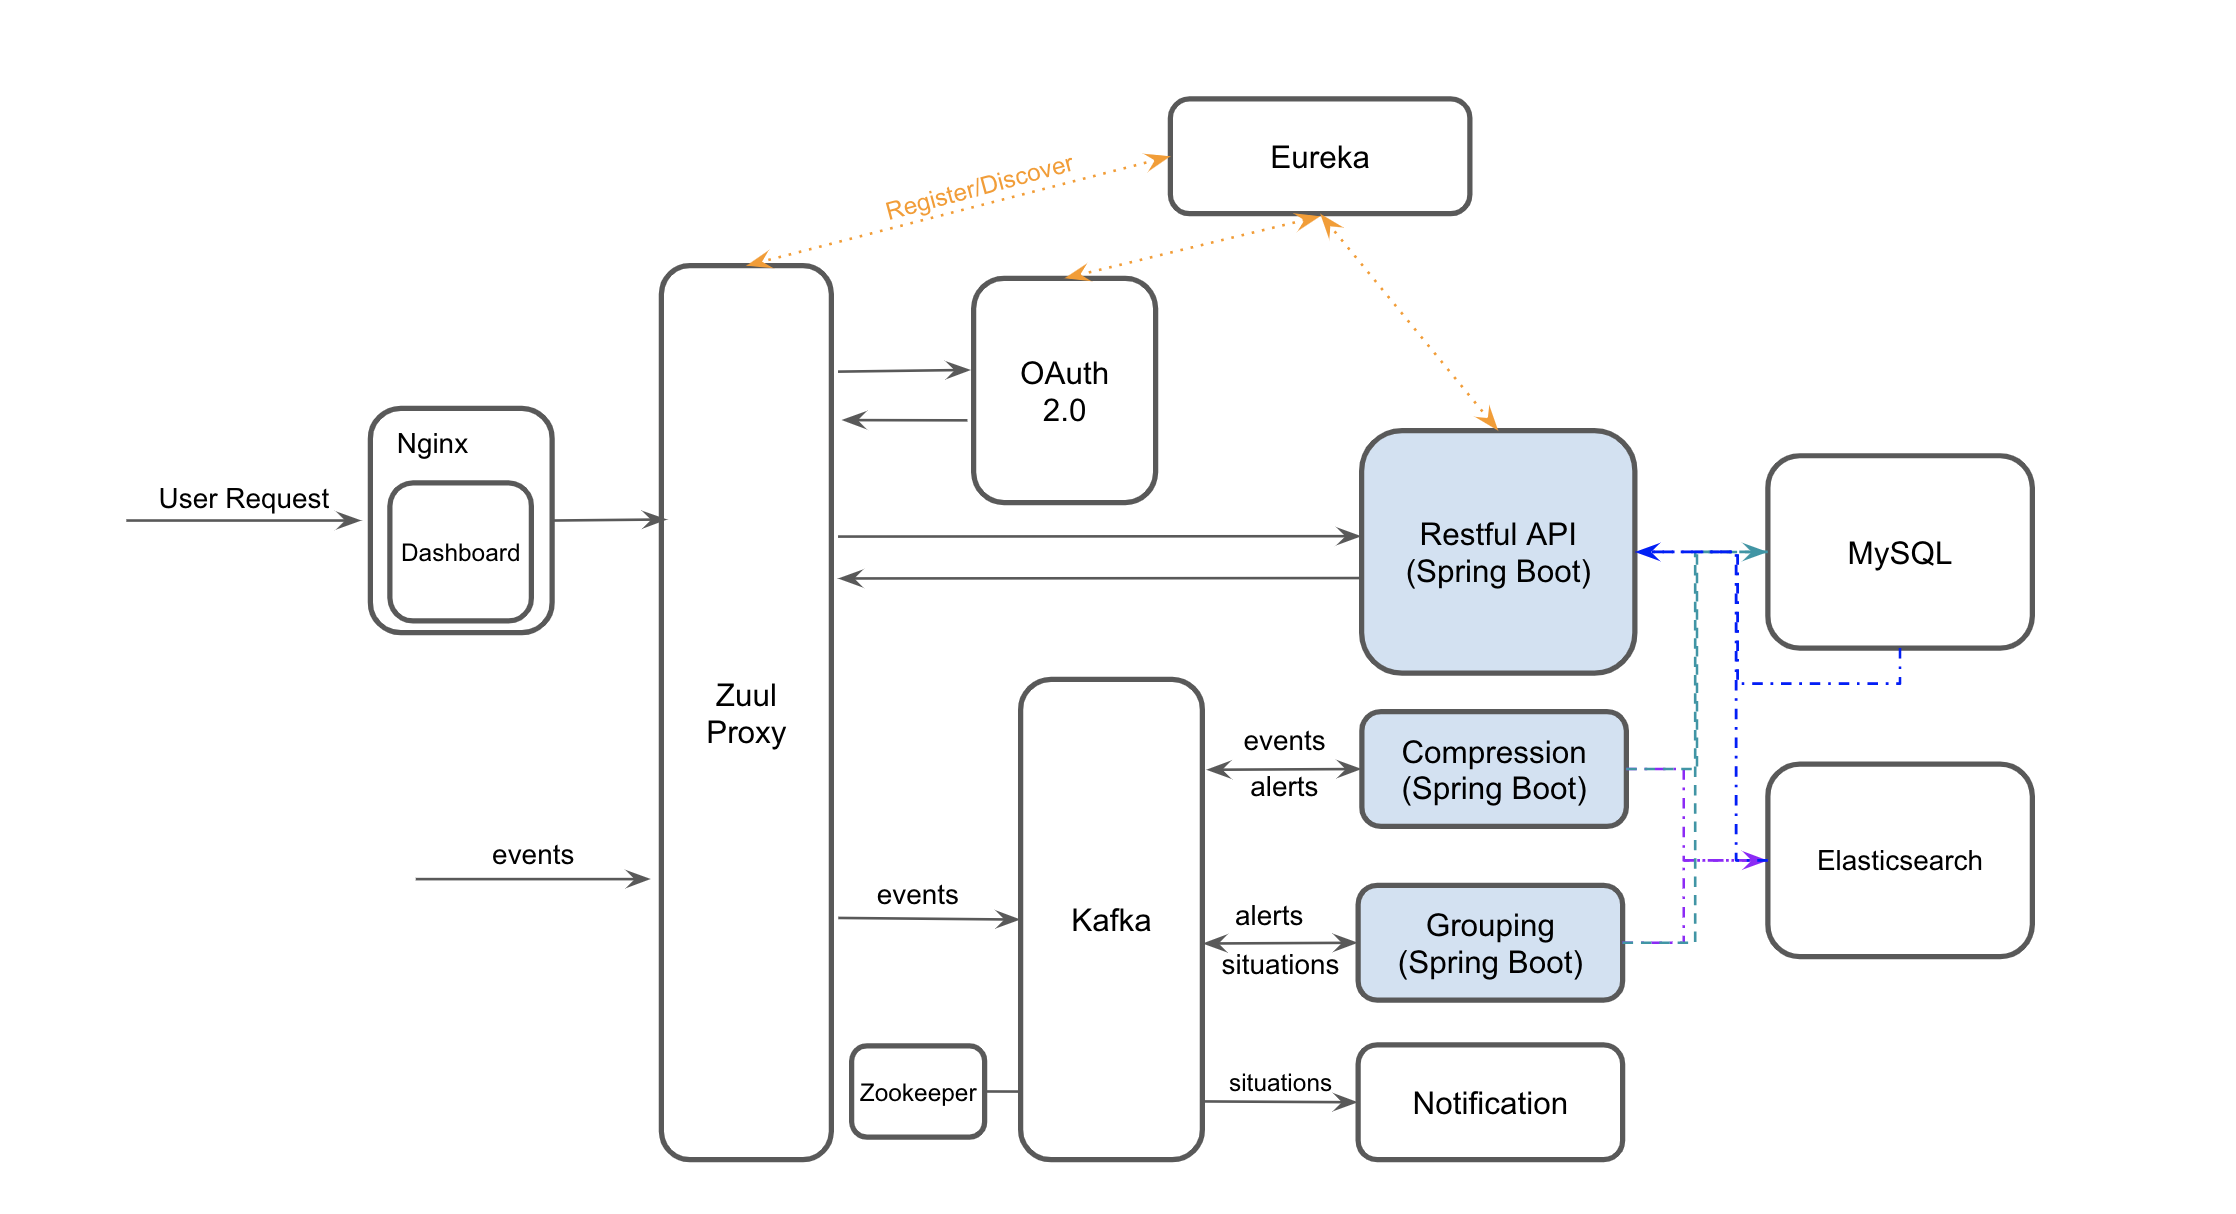 Eureka
Register/Discover
OAuth
2.0
Nginx
Dashboard
User Request
Restful API
(Spring Boot)
MySQL
Zuul
Proxy
events
alerts
Compression
(Spring Boot)
events
events
Kafka
alerts
situations
Grouping
(Spring Boot)
Elasticsearch
Zookeeper
situations
Notification